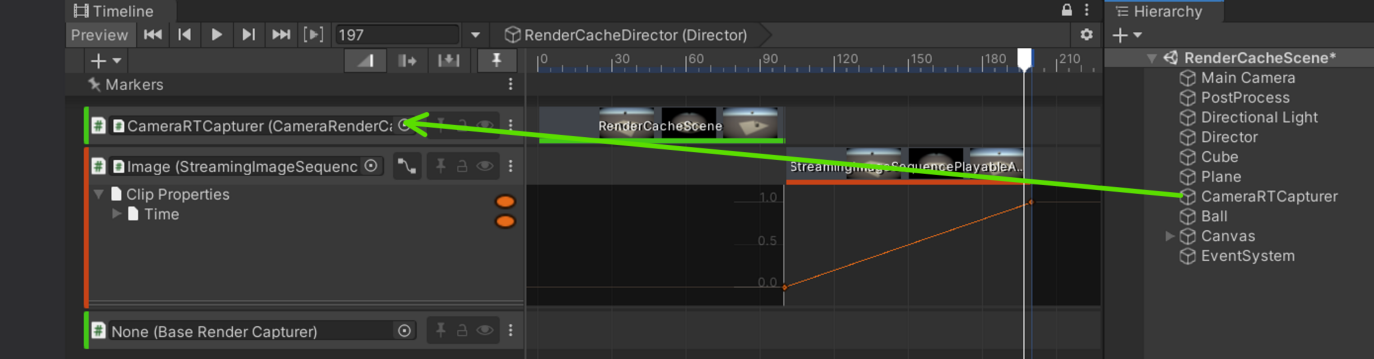 Timeline
Hierarchy
Preview
197
RenderCacheDirector (Director)
0
30
60
90
120
150
180
210
Markers
CameraRTCapturer (CameraRenderCa
RenderCacheScene
Image (StreamingImageSequenc
StreamingImageSequencePlayableA..
Clip Properties
Time
1.0
0.5
0.0
None (Base Render Capturer)
RenderCacheScene*
Main Camera
PostProcess
Directional Light
Director
Cube
Plane
CameraRTCapturer
Ball
Canvas
EventSystem